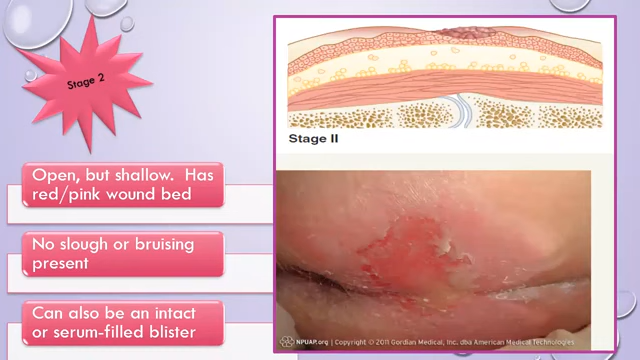 Stage 2
Open, but shallow. Has
red/pink wound bed
No slough or bruising
present
Can also be an intact
or serum-filled blister
Stage II
NPUAP.org | Copyright © 2011 Gordian Medical, Inc. dba American Medical Technologies